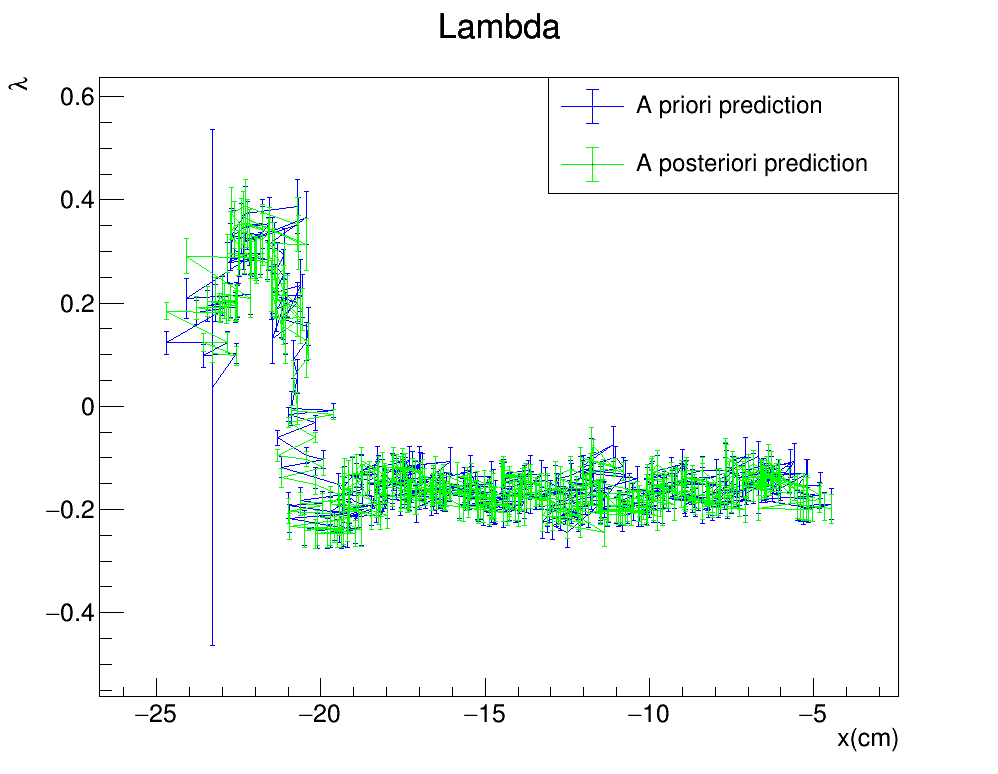 Lambda
λ
A priori prediction
A posteriori prediction
0.6
0.4
0.2
0
−0.2
−0.4
−25 −20 −15 −10 −5
x(cm)